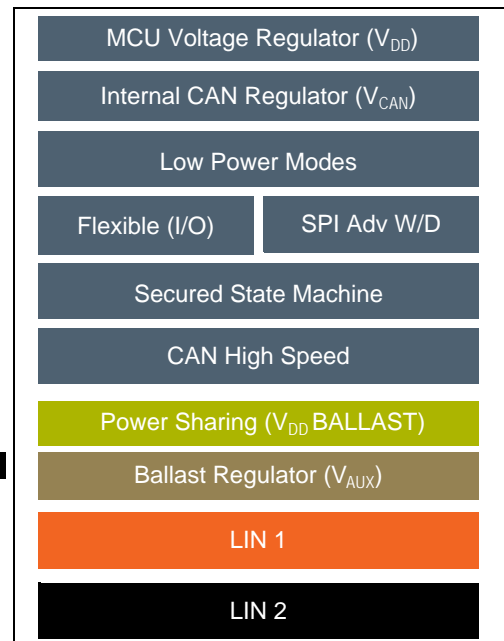 MCU Voltage Regulator (VDD)
Internal CAN Regulator (VCAN)
Low Power Modes
Flexible (I/O) SPI Adv W/D
Secured State Machine
CAN High Speed
Power Sharing (VDD BALLAST)
Ballast Regulator (VAUX)
LIN 1
LIN 2